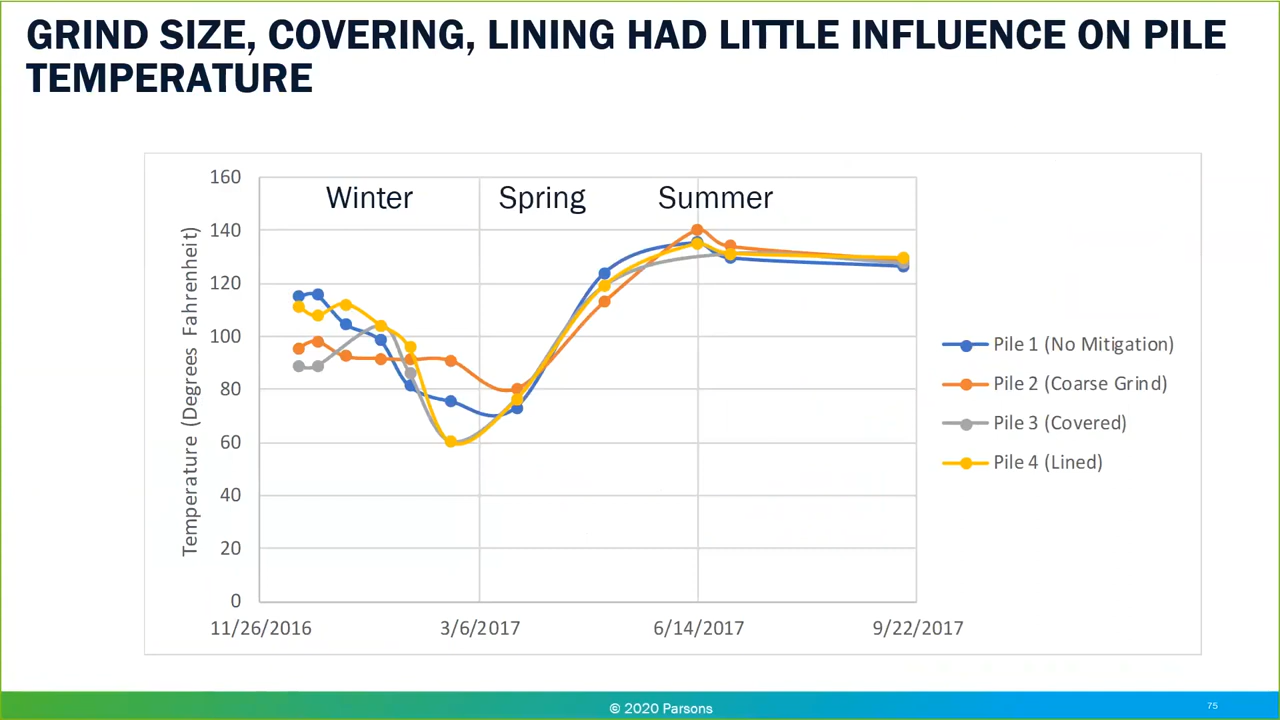 GRIND SIZE, COVERING, LINING HAD LITTLE INFLUENCE ON PILE
TEMPERATURE
Winter
Spring
Summer
Temperature (Degrees Fahrenheit)
160
140
120
100
80
60
40
20
0
11/26/2016
3/6/2017
6/14/2017
9/22/2017
Pile 1 (No Mitigation)
Pile 2 (Coarse Grind)
Pile 3 (Covered)
Pile 4 (Lined)
© 2020 Parsons
75